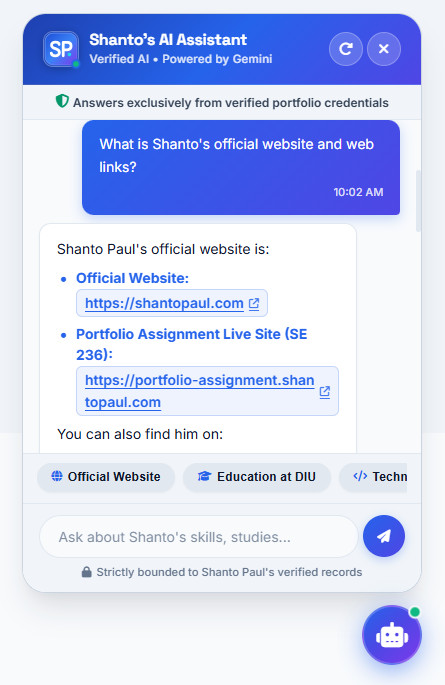 SP
Shanto's AI Assistant
Verified AI • Powered by Gemini
Answers exclusively from verified portfolio credentials
What is Shanto's official website and web
links?
10:02 AM
Shanto Paul's official website is:
• Official Website:
https://shantopaul.com
• Portfolio Assignment Live Site (SE
236):
https://portfolio-assignment.shan
topaul.com
You can also find him on:
Official Website
Education at DIU
Techn
Ask about Shanto's skills, studies...
Strictly bounded to Shanto Paul's verified records